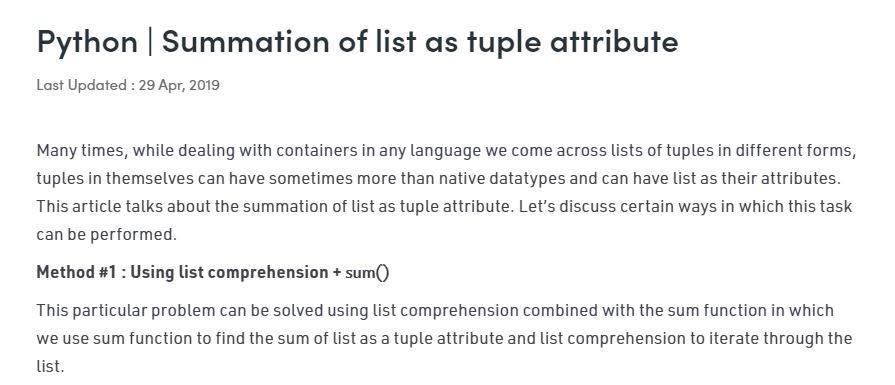 Python | Summation of list as tuple attribute
Last Updated : 29 Apr, 2019
Many times, while dealing with containers in any language we come across lists of tuples in different forms,
tuples in themselves can have sometimes more than native datatypes and can have list as their attributes.
This article talks about the summation of list as tuple attribute. Let’s discuss certain ways in which this task
can be performed.
Method #1 : Using list comprehension + sum()
This particular problem can be solved using list comprehension combined with the sum function in which
we use sum function to find the sum of list as a tuple attribute and list comprehension to iterate through the
list.